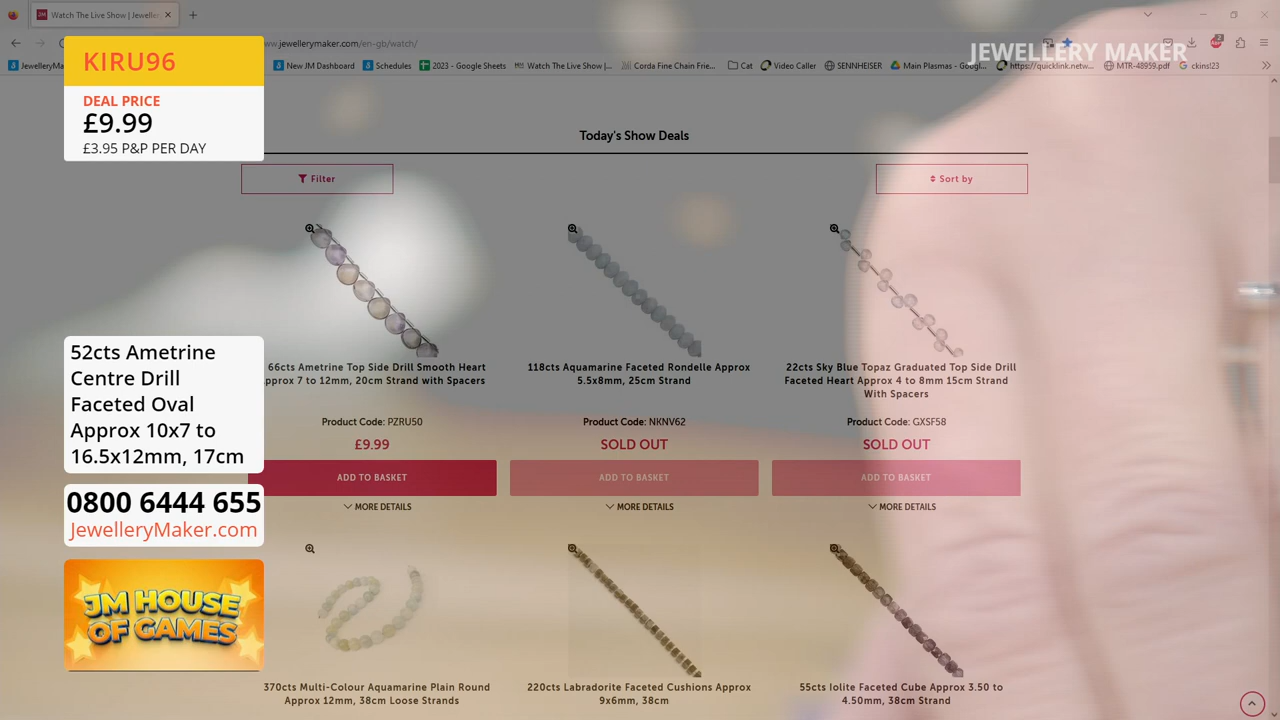 Watch The Live Show | Jeweller
ww.jewellerymaker.com/en-gb/watch/
JewelleryMa
New JM Dashboard
Schedules
2023 - Google Sheets
Watch The Live Show |...
Corda Fine Chain Frie...
Cat
Video Caller
SENNHEISER
Main Plasmas - Googl...
https://quicklink.netw...
MTR-48959.pdf
ckins!23
JEWELLERY MAKER
KIRU96
DEAL PRICE
£9.99
£3.95 P&P PER DAY
Today's Show Deals
Filter
Sort by
66cts Ametrine Top Side Drill Smooth Heart
pprox 7 to 12mm, 20cm Strand with Spacers
Product Code: PZRU50
£9.99
ADD TO BASKET
MORE DETAILS
118cts Aquamarine Faceted Rondelle Approx
5.5x8mm, 25cm Strand
Product Code: NKNV62
SOLD OUT
ADD TO BASKET
MORE DETAILS
22cts Sky Blue Topaz Graduated Top Side Drill
Faceted Heart Approx 4 to 8mm 15cm Strand
With Spacers
Product Code: GXSF58
SOLD OUT
ADD TO BASKET
MORE DETAILS
52cts Ametrine
Centre Drill
Faceted Oval
Approx 10x7 to
16.5x12mm, 17cm
0800 6444 655
JewelleryMaker.com
JM HOUSE
OF GAMES
370cts Multi-Colour Aquamarine Plain Round
Approx 12mm, 38cm Loose Strands
220cts Labradorite Faceted Cushions Approx
9x6mm, 38cm
55cts Iolite Faceted Cube Approx 3.50 to
4.50mm, 38cm Strand